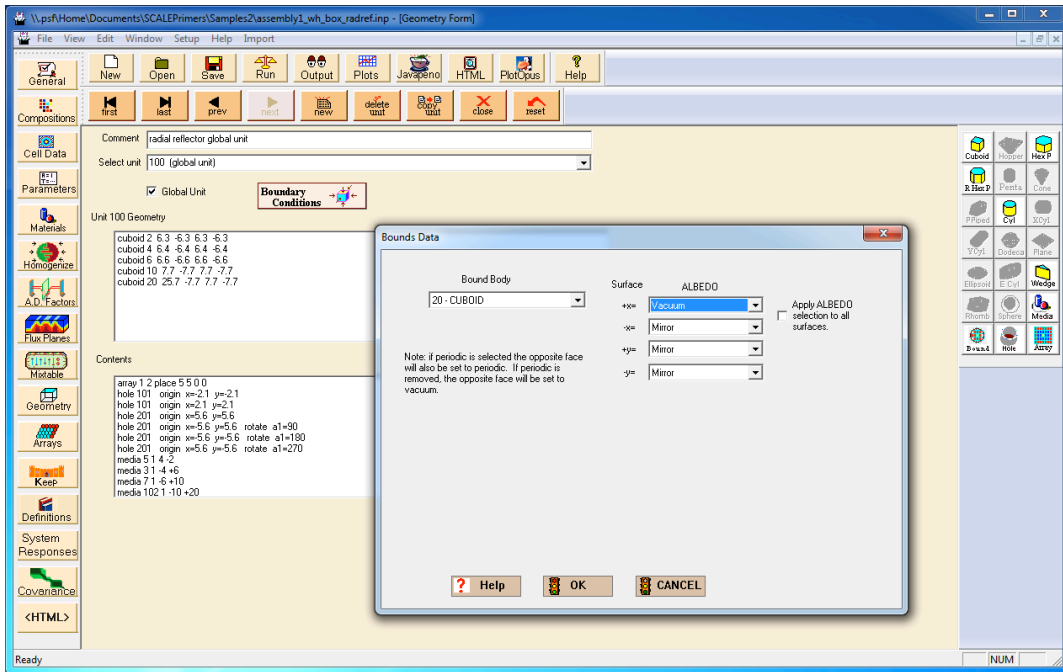 \\.psf\Home\Documents\SCALEPrimers\Samples2\assembly1_wh_box_radref.inp - [Geometry Form]
File View Edit Window Setup Help Import
New Open Save Run Output Plots Javapeno HTML PlotOpus Help
first last prev next new delete unit copy unit close reset
General
Compositions
Cell Data
Parameters
Materials
Homogenize
A.D. Factors
Flux Planes
Mixtable
Geometry
Arrays
Keep
Definitions
System Responses
Covariance
<HTML>
Comment radial reflector global unit
Select unit 100 (global unit)
Global Unit
Boundary
Conditions
Unit 100 Geometry
cuboid 2 6.3 -6.3 6.3 -6.3
cuboid 4 6.4 -6.4 6.4 -6.4
cuboid 6 6.6 -6.6 6.6 -6.6
cuboid 10 7.7 -7.7 7.7 -7.7
cuboid 20 25.7 -7.7 7.7 -7.7
Contents
array 1 2 place 5 5 0 0
hole 101 origin x=-2.1 y=-2.1
hole 101 origin x=2.1 y=2.1
hole 201 origin x=5.6 y=5.6
hole 201 origin x=-5.6 y=5.6 rotate a1=90
hole 201 origin x=-5.6 y=-5.6 rotate a1=180
hole 201 origin x=5.6 y=-5.6 rotate a1=270
media 5 1 4 -2
media 3 1 -4 +6
media 7 1 -6 +10
media 102 1 -10 +20
Bounds Data
Bound Body
20 - CUBOID
Surface ALBEDO
+x= Vacuum
-x= Mirror
+y= Mirror
-y= Mirror
Apply ALBEDO
selection to all
surfaces.
Note: if periodic is selected the opposite face
will also be set to periodic. If periodic is
removed, the opposite face will be set to
vacuum.
Help OK CANCEL
Cuboid Hopper Hex P
R Hex P Penta Cone
PPiped Cyl XCyl
YCyl Dodeca Plane
Ellipsoid E Cyl Wedge
Rhomb Sphere Media
Bound Hole Array
Ready
NUM